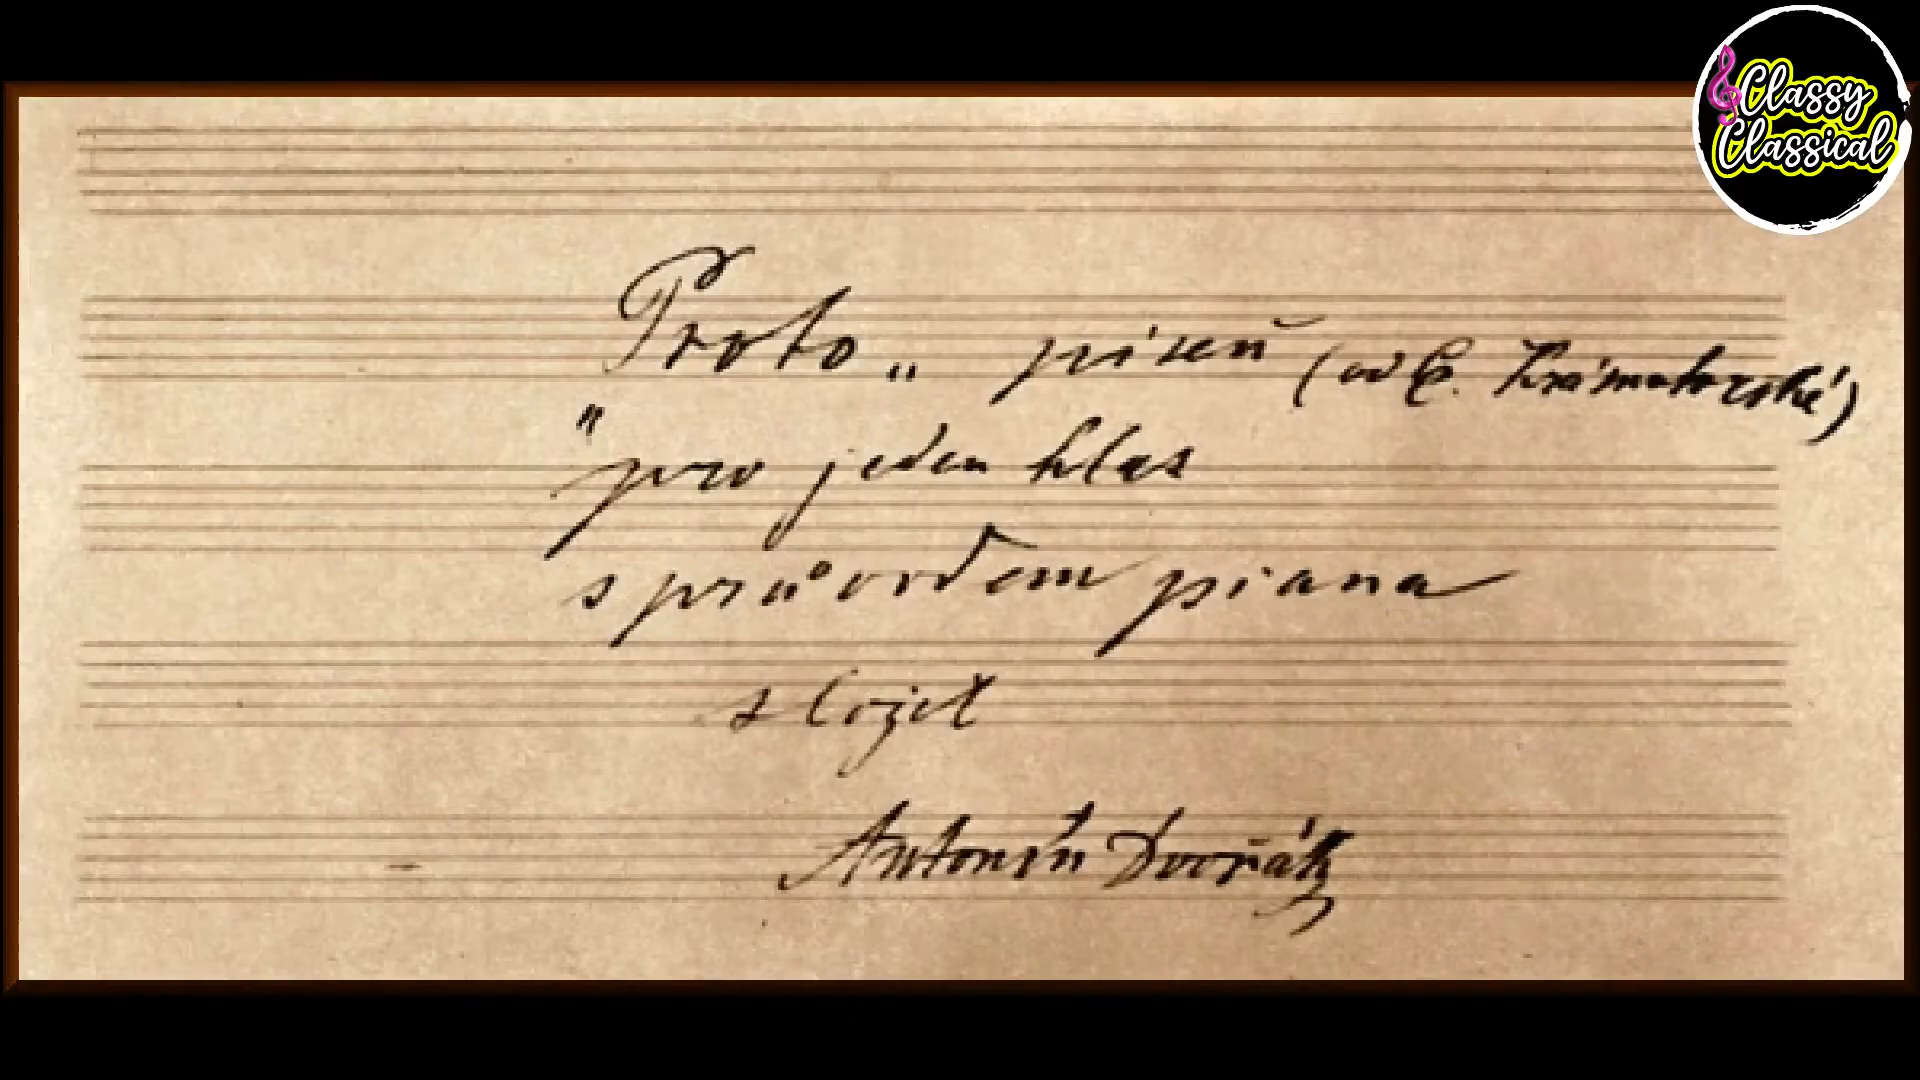 Proto„ píseň (od E. Krásnohorské)
"pro jeden hlas
s průvodem piana
složil
Antonín Dvořák
Classy
Classical